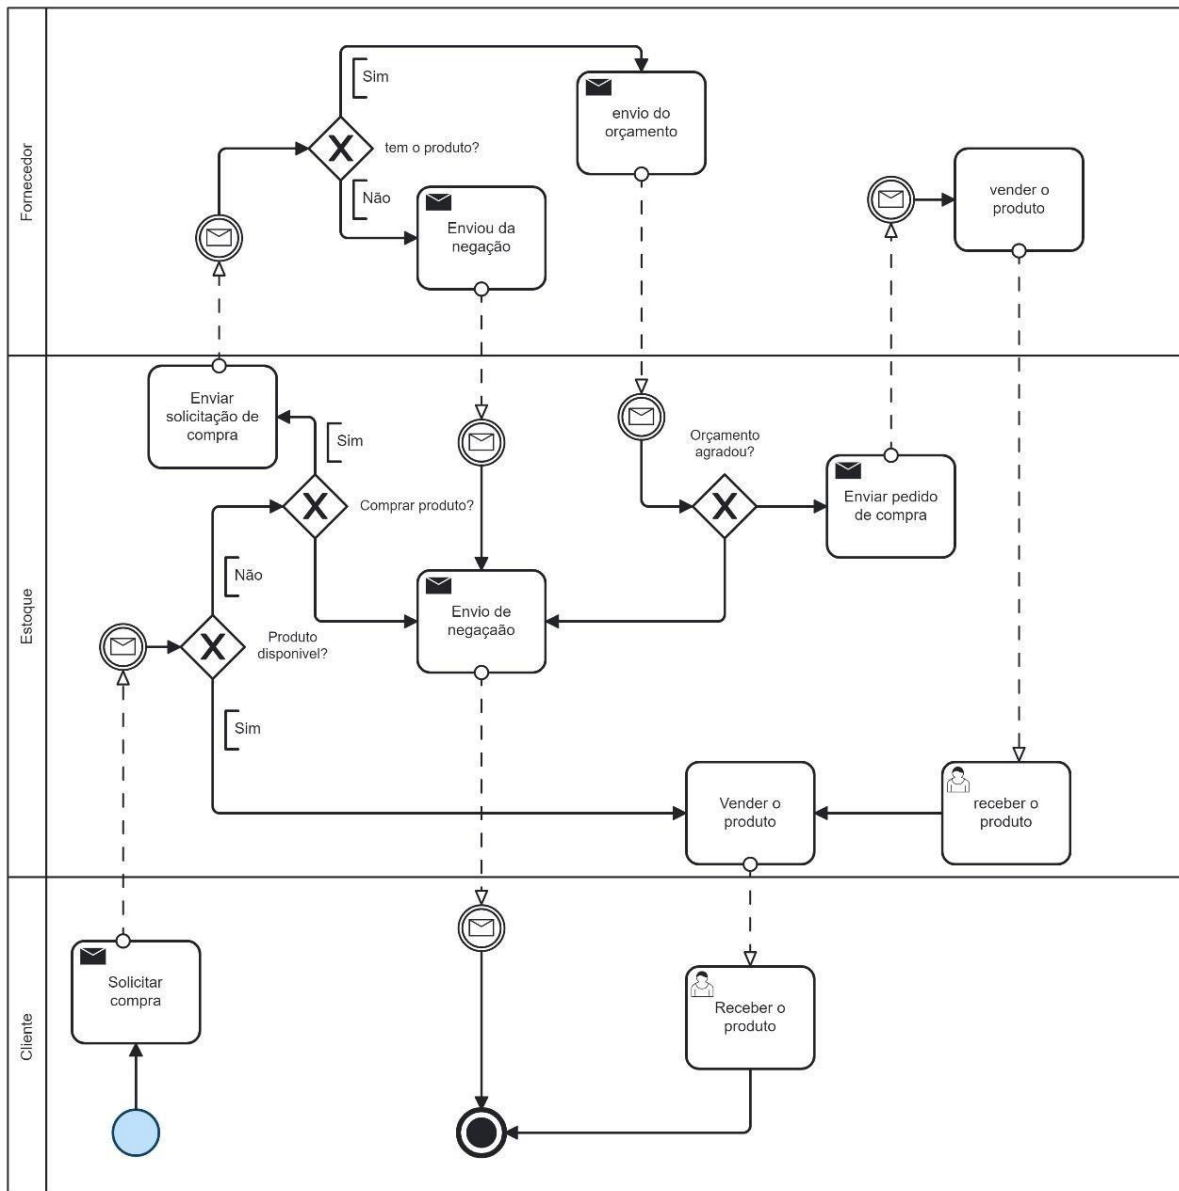 Fornecedor
Sim
envio do
orçamento
tem o produto?
Não
Enviou da
negação
vender o
produto
Estoque
Enviar
solicitação de
compra
Sim
Comprar produto?
Orçamento
agradou?
Enviar pedido
de compra
Não
Envio de
negaçaão
Produto
disponivel?
Sim
Vender o
produto
receber o
produto
Cliente
Solicitar
compra
Receber o
produto